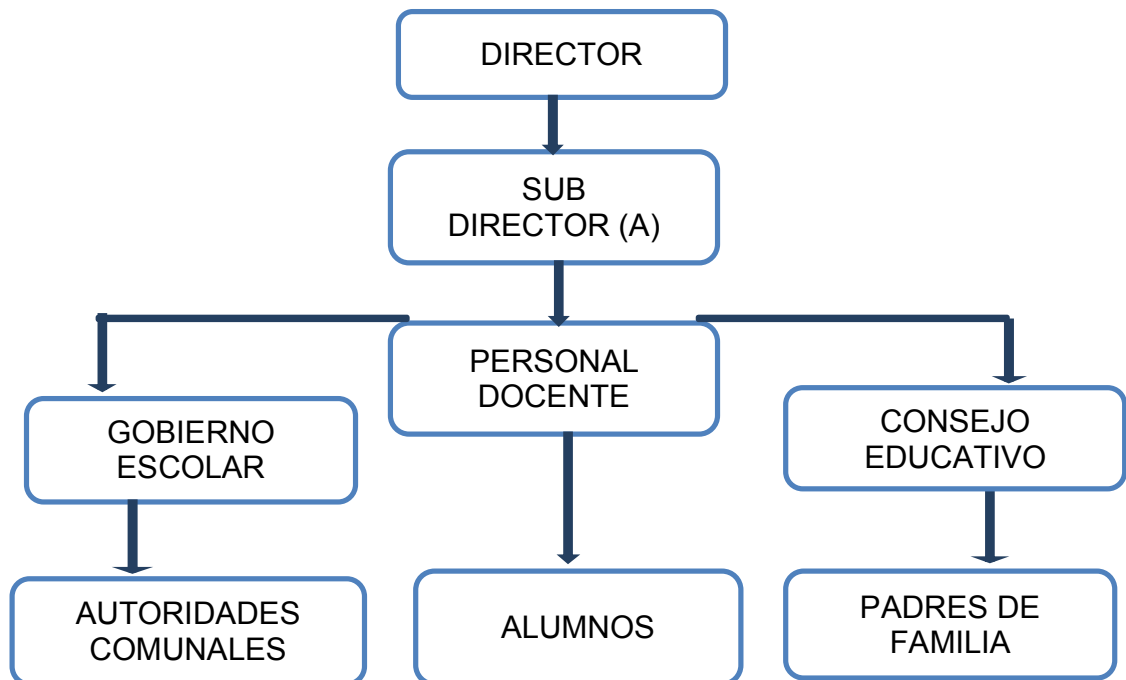 DIRECTOR
SUB
DIRECTOR (A)
PERSONAL
DOCENTE
GOBIERNO
ESCOLAR
CONSEJO
EDUCATIVO
AUTORIDADES
COMUNALES
ALUMNOS
PADRES DE
FAMILIA